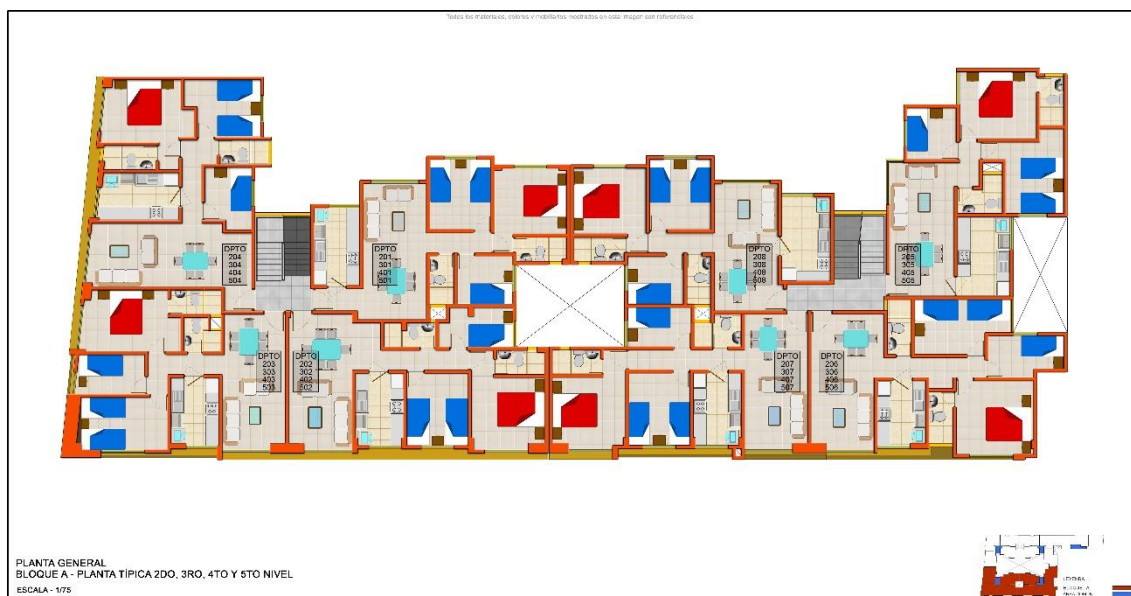 Todos los materiales, colores y mobiliarios mostrados en esta imagen son referenciales
DPTO
204
304
404
504
DPTO
201
301
401
501
DPTO
208
308
408
508
DPTO
205
305
405
505
DPTO
203
303
403
503
DPTO
202
302
402
502
DPTO
207
307
407
507
DPTO
206
306
406
506
PLANTA GENERAL
BLOQUE A - PLANTA TÍPICA 2DO, 3RO, 4TO Y 5TO NIVEL
ESCALA - 1/75
LEYENDA
BLOQUE A